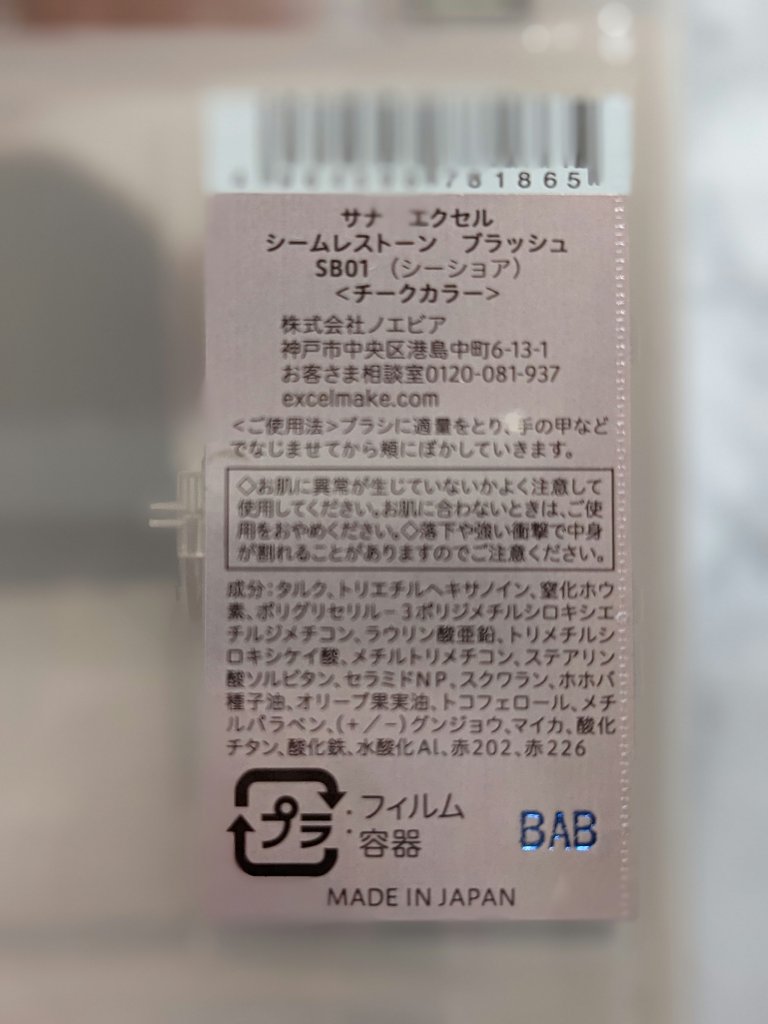 781865
サナ　エクセル
シームレストーン　ブラッシュ
SB01（シーショア）
<チークカラー>
株式会社ノエビア
神戸市中央区港島中町6-13-1
お客さま相談室0120-081-937
excelmake.com
<ご使用法>ブラシに適量をとり、手の甲など
でなじませてから頬にぼかしていきます。
◇お肌に異常が生じていないかよく注意して
使用してください。お肌に合わないときは、ご使
用をおやめください。◇落下や強い衝撃で中身
が割れることがありますのでご注意ください。
成分：タルク、トリエチルヘキサノイン、窒化ホウ
素、ポリグリセリル－3ポリジメチルシロキシエ
チルジメチコン、ラウリン酸亜鉛、トリメチルシ
ロキシケイ酸、メチルトリメチコン、ステアリン
酸ソルビタン、セラミドNP、スクワラン、ホホバ
種子油、オリーブ果実油、トコフェロール、メチ
ルパラベン、(＋／－)グンジョウ、マイカ、酸化
チタン、酸化鉄、水酸化Al、赤202、赤226
プラ
：フィルム
容器
BAB
MADE IN JAPAN